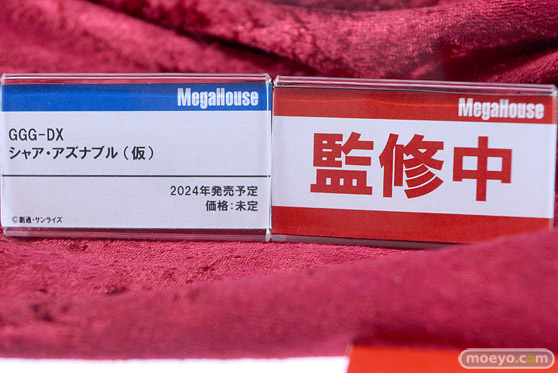 MegaHouse
GGG-DX
シャア・アズナブル（仮）
2024年発売予定
価格：未定
©創通・サンライズ
MegaHouse
監修中
moeyo.com